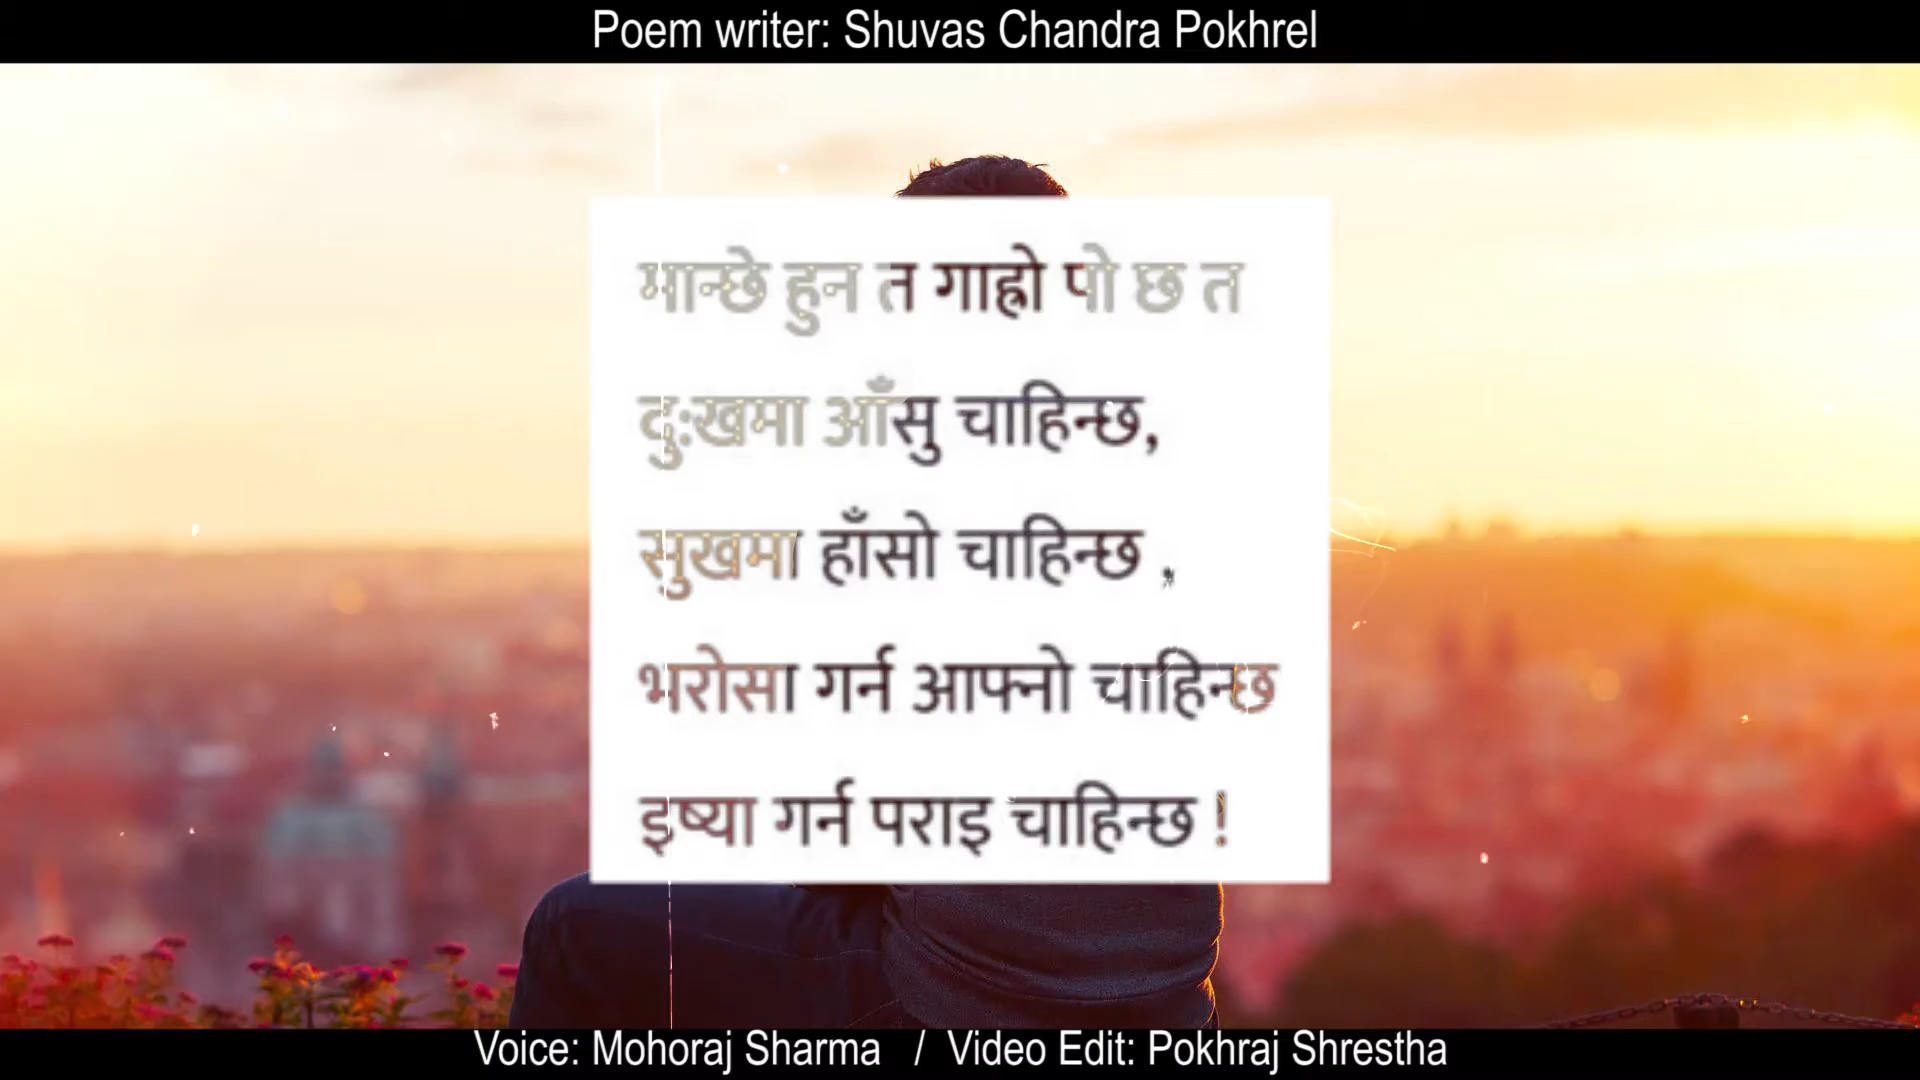 Poem writer: Shuvas Chandra Pokhrel
मान्छे हुन त गाह्रो पो छ त
दुःखमा आँसु चाहिन्छ,
सुखमा हाँसो चाहिन्छ ,
भरोसा गर्न आफ्नो चाहिन्छ
इष्या गर्न पराइ चाहिन्छ !
Voice: Mohoraj Sharma / Video Edit: Pokhraj Shrestha